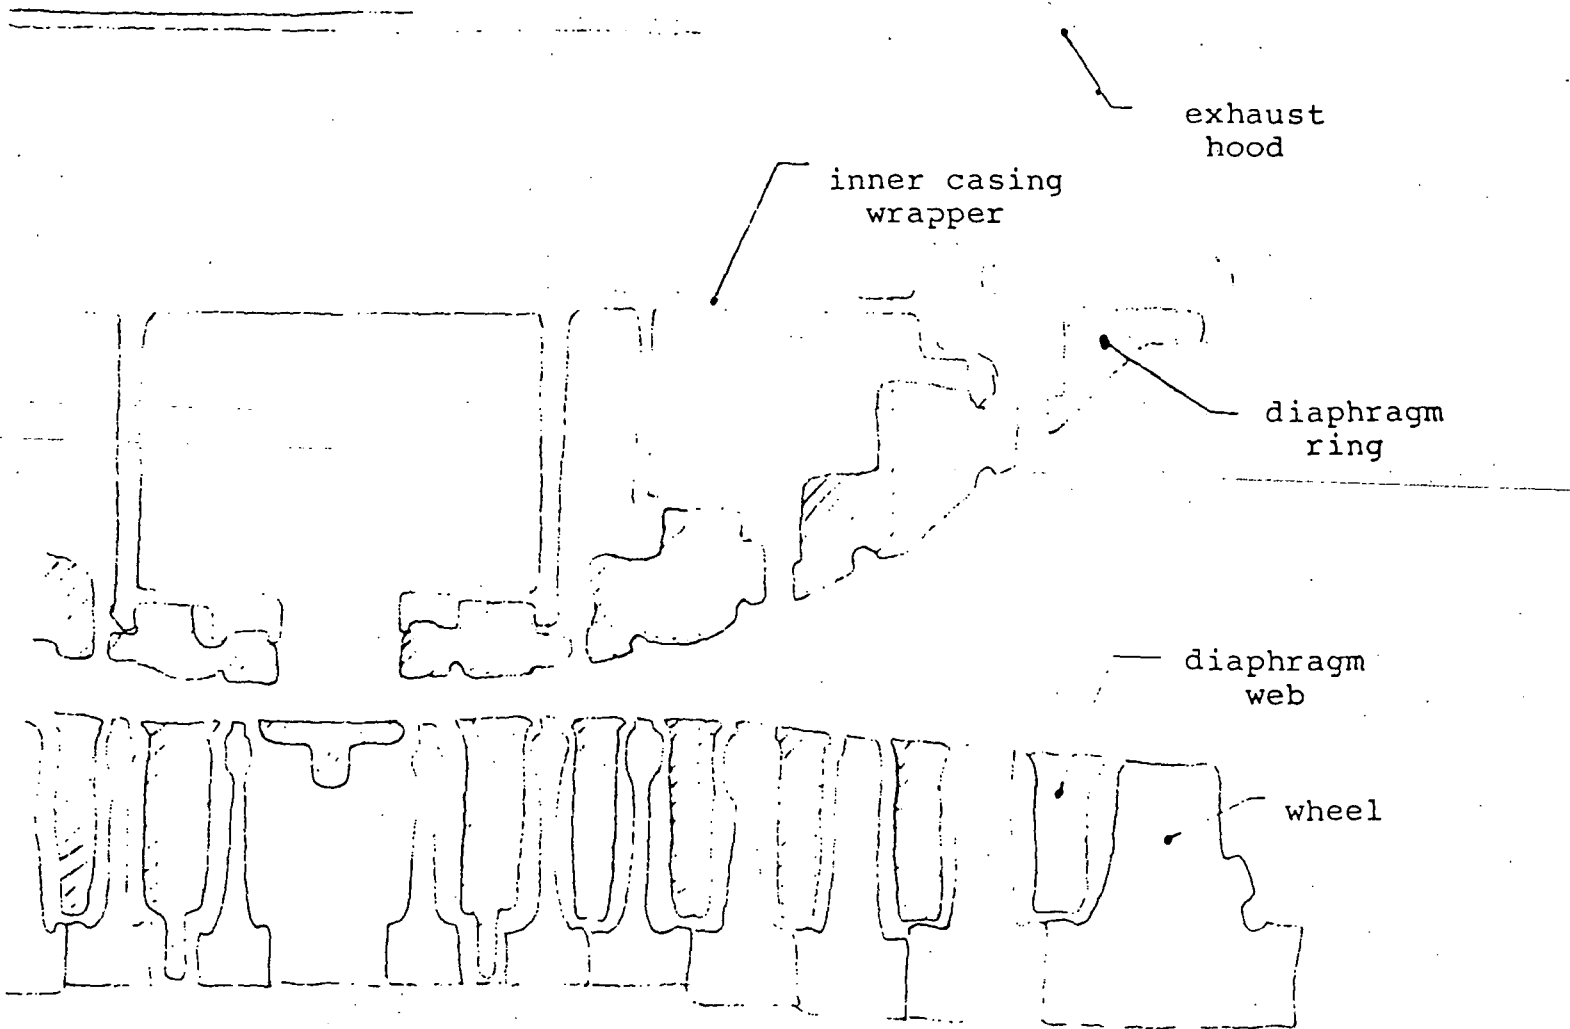 exhaust
hood
inner casing
wrapper
diaphragm
ring
diaphragm
web
wheel